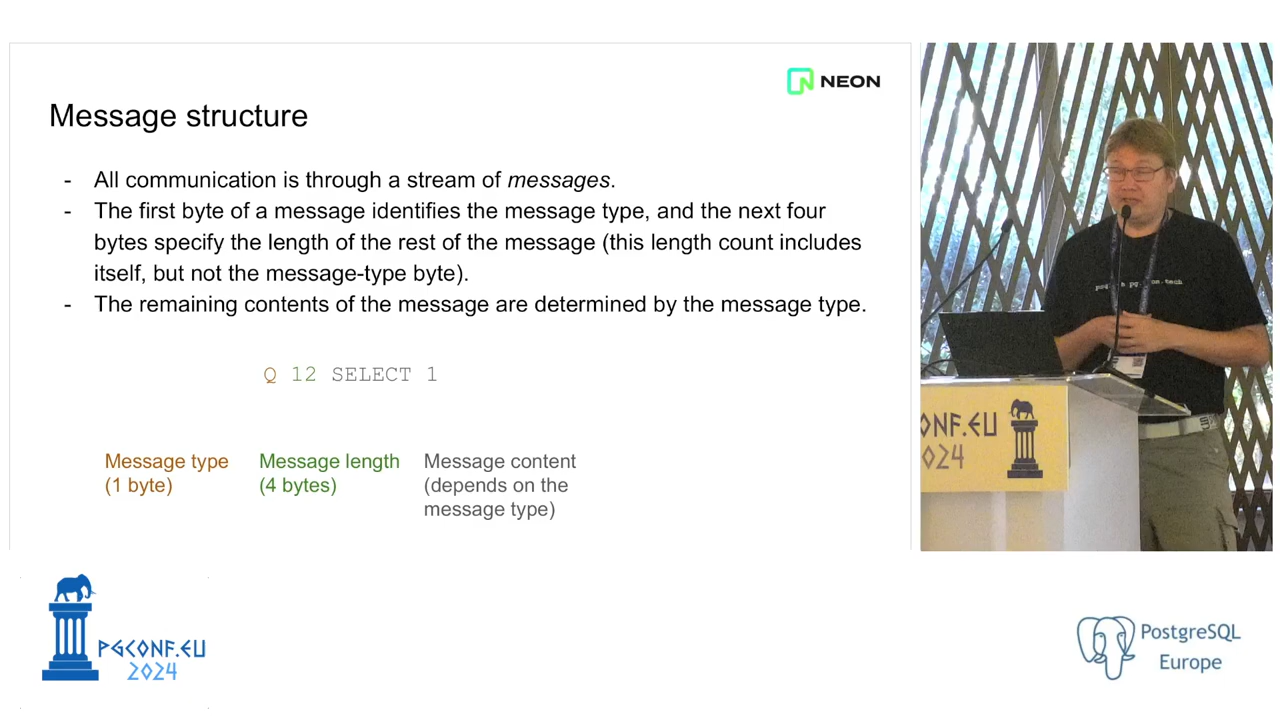 NEON
Message structure
- All communication is through a stream of messages.
- The first byte of a message identifies the message type, and the next four
bytes specify the length of the rest of the message (this length count includes
itself, but not the message-type byte).
- The remaining contents of the message are determined by the message type.
Q 12 SELECT 1
Message type
(1 byte)
Message length
(4 bytes)
Message content
(depends on the
message type)
ONF.EU
024
PGCONF.EU
2024
PostgreSQL
Europe